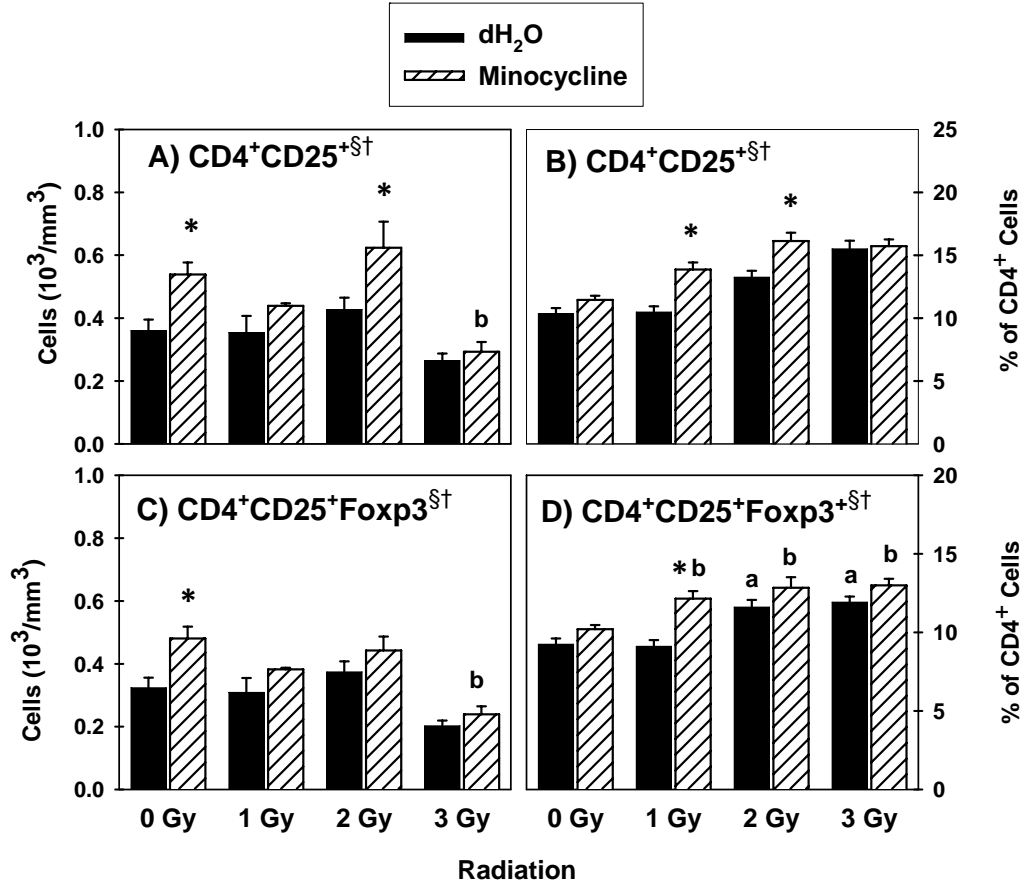 dH₂O
Minocycline
A) CD4⁺CD25⁺§†
B) CD4⁺CD25⁺§†
C) CD4⁺CD25⁺Foxp3§†
D) CD4⁺CD25⁺Foxp3⁺§†
Cells (10³/mm³)
1.0
0.8
0.6
0.4
0.2
0.0
*
*
b
25
20
15
10
5
0
% of CD4⁺ Cells
*
*
Cells (10³/mm³)
1.0
0.8
0.6
0.4
0.2
0.0
*
b
20
15
10
5
0
% of CD4⁺ Cells
*b
a
b
a
b
0 Gy 1 Gy 2 Gy 3 Gy
0 Gy 1 Gy 2 Gy 3 Gy
Radiation